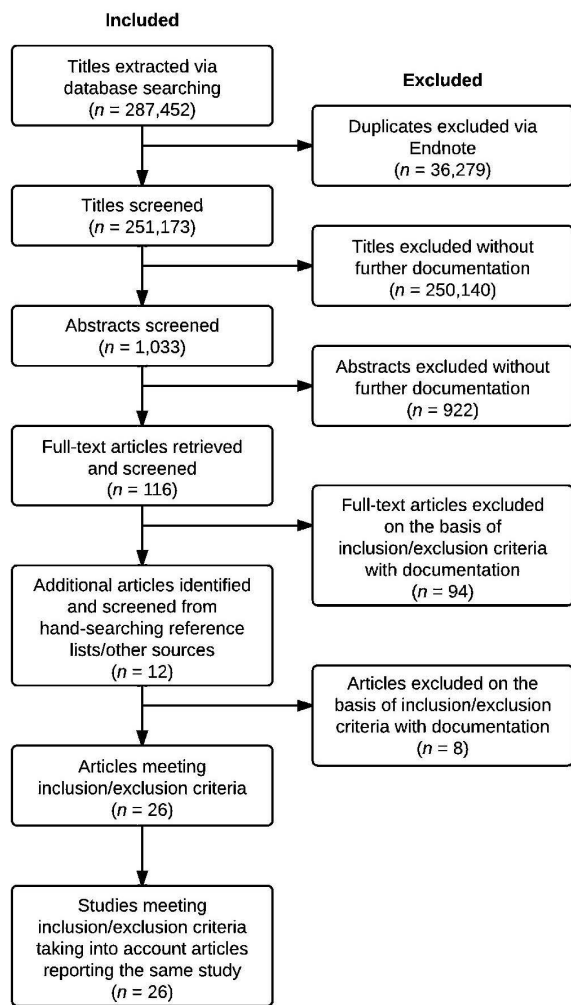 Included
Titles extracted via
database searching
(n = 287,452)
Excluded
Duplicates excluded via
Endnote
(n = 36,279)
Titles screened
(n = 251,173)
Titles excluded without
further documentation
(n = 250,140)
Abstracts screened
(n = 1,033)
Abstracts excluded without
further documentation
(n = 922)
Full-text articles retrieved
and screened
(n = 116)
Full-text articles excluded
on the basis of
inclusion/exclusion criteria
with documentation
(n = 94)
Additional articles identified
and screened from
hand-searching reference
lists/other sources
(n = 12)
Articles excluded on the
basis of inclusion/exclusion
criteria with documentation
(n = 8)
Articles meeting
inclusion/exclusion criteria
(n = 26)
Studies meeting
inclusion/exclusion criteria
taking into account articles
reporting the same study
(n = 26)